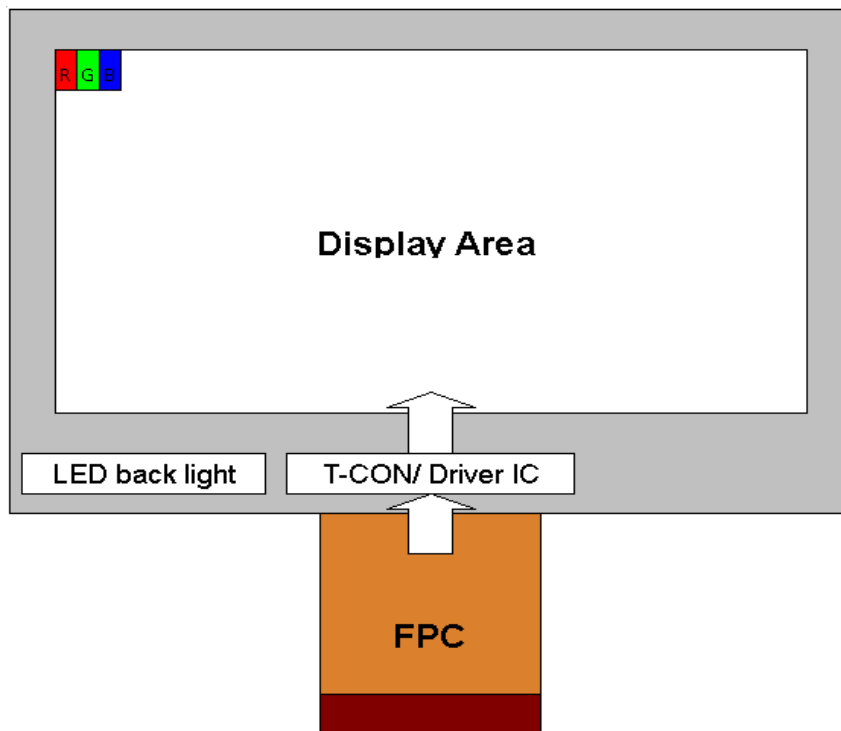 R G B
Display Area
LED back light
T-CON/ Driver IC
FPC